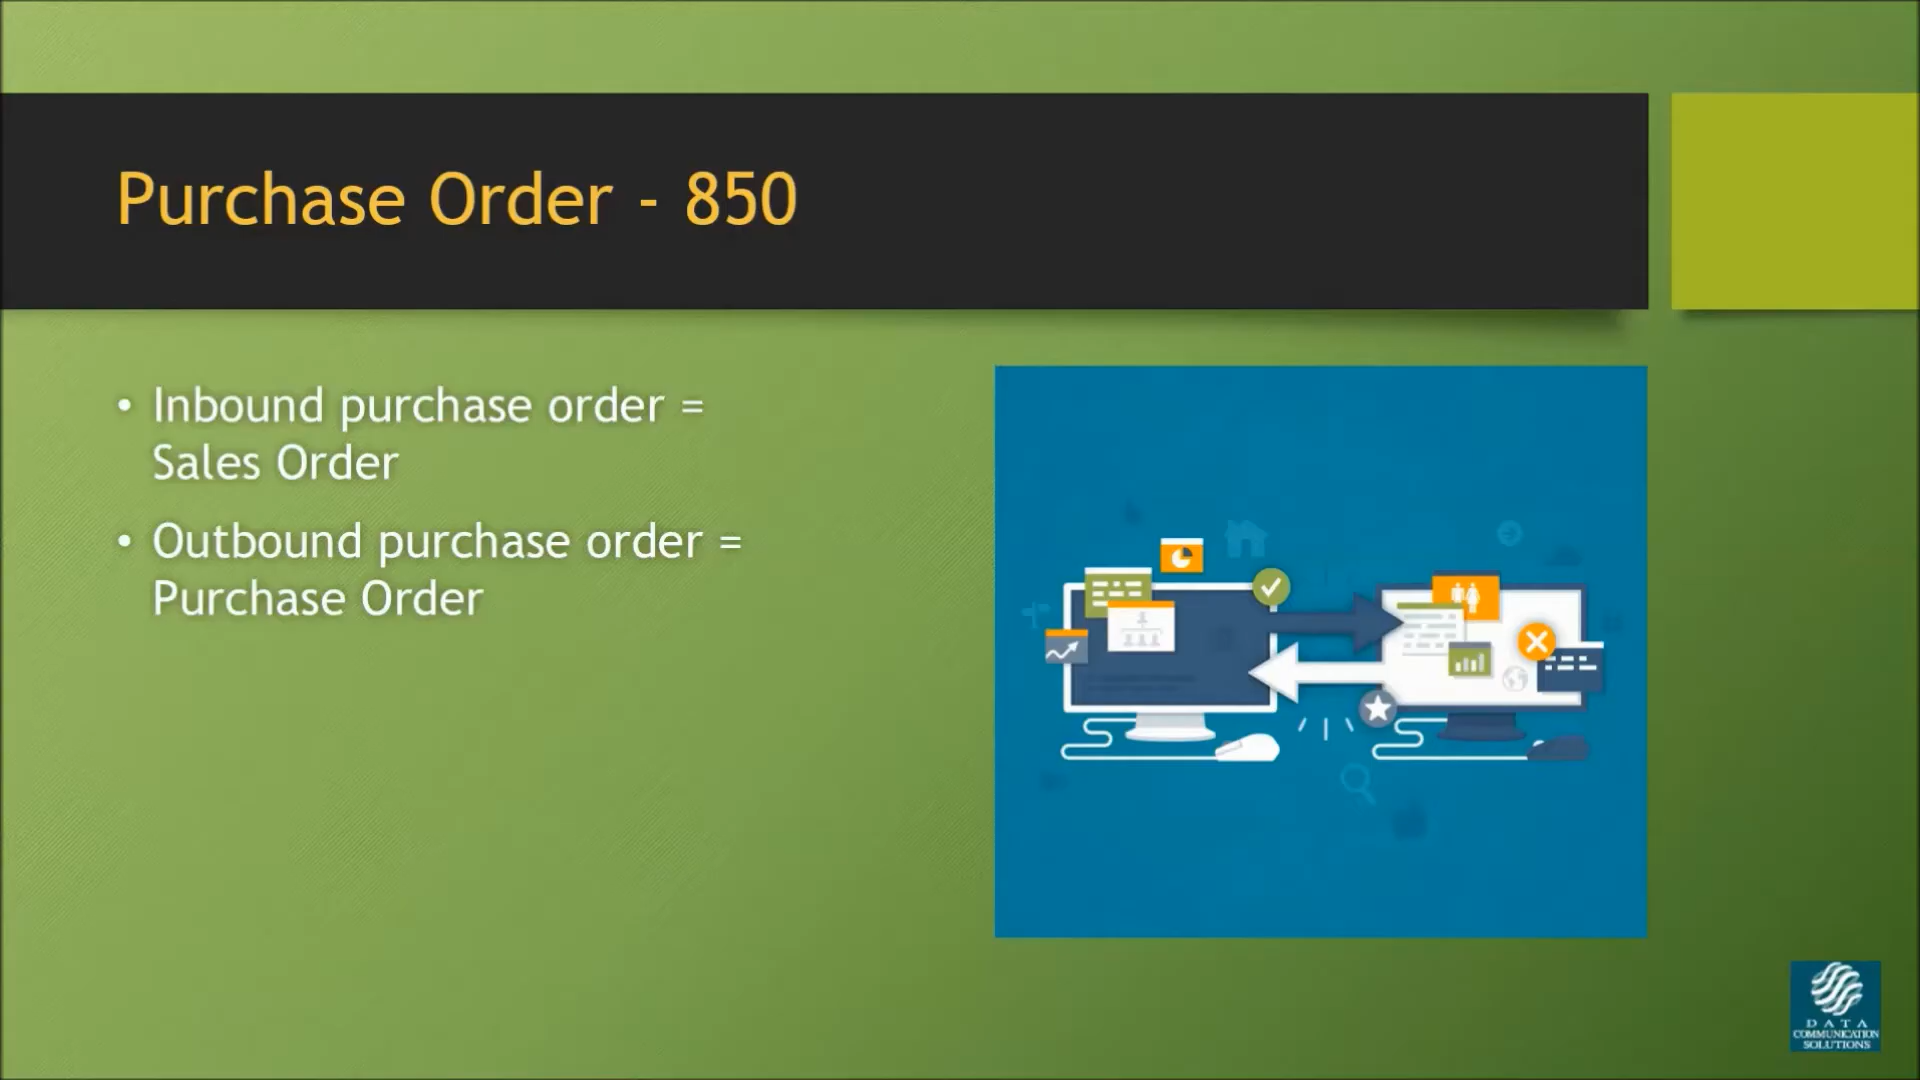 Purchase Order - 850
• Inbound purchase order =
Sales Order
• Outbound purchase order =
Purchase Order
DATA
COMMUNICATION
SOLUTIONS